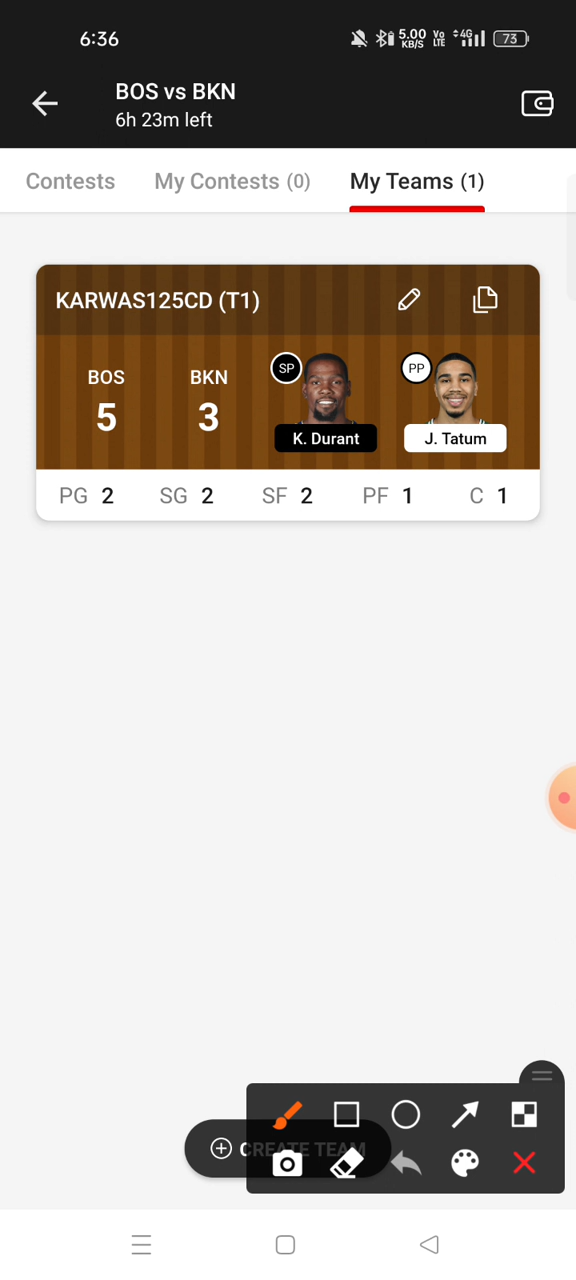 6:36
5.00 KB/S Vo LTE 4G 73
BOS vs BKN
6h 23m left
Contests My Contests (0) My Teams (1)
KARWAS125CD (T1)
SP PP
BOS BKN
5 3
K. Durant J. Tatum
PG 2 SG 2 SF 2 PF 1 C 1
CREATE TEAM